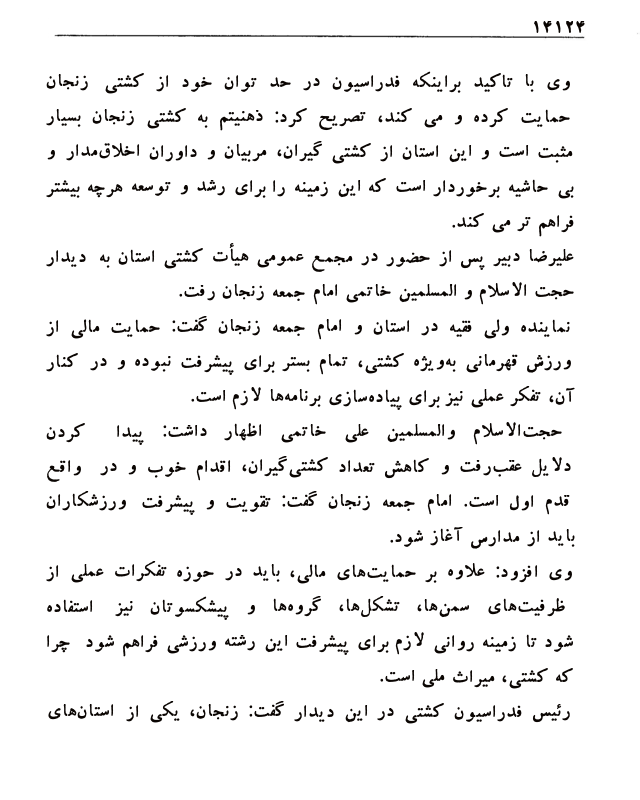 ۱۴۱۲۴
وی با تاکید براینکه فدراسیون در حد توان خود از کشتی زنجان
حمایت کرده و می کند، تصریح کرد: ذهنیتم به کشتی زنجان بسیار
مثبت است و این استان از کشتی گیران، مربیان و داوران اخلاق‌مدار و
بی حاشیه برخوردار است که این زمینه را برای رشد و توسعه هرچه بیشتر
فراهم تر می کند.
علیرضا دبیر پس از حضور در مجمع عمومی هیأت کشتی استان به دیدار
حجت الاسلام و المسلمین خاتمی امام جمعه زنجان رفت.
نماینده ولی فقیه در استان و امام جمعه زنجان گفت: حمایت مالی از
ورزش قهرمانی به‌ویژه کشتی، تمام بستر برای پیشرفت نبوده و در کنار
آن، تفکر عملی نیز برای پیاده‌سازی برنامه‌ها لازم است.
حجت‌الاسلام والمسلمین علی خاتمی اظهار داشت: پیدا کردن
دلایل عقب‌رفت و کاهش تعداد کشتی‌گیران، اقدام خوب و در واقع
قدم اول است. امام جمعه زنجان گفت: تقویت و پیشرفت ورزشکاران
باید از مدارس آغاز شود.
وی افزود: علاوه بر حمایت‌های مالی، باید در حوزه تفکرات عملی از
ظرفیت‌های سمن‌ها، تشکل‌ها، گروه‌ها و پیشکسوتان نیز استفاده
شود تا زمینه روانی لازم برای پیشرفت این رشته ورزشی فراهم شود چرا
که کشتی، میراث ملی است.
رئیس فدراسیون کشتی در این دیدار گفت: زنجان، یکی از استان‌های